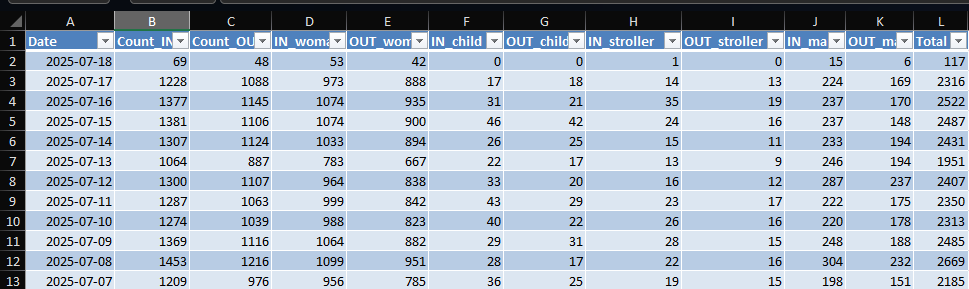 A B C D E F G H I J K L
1 Date Count_IN Count_OU IN_woma OUT_wom IN_child OUT_child IN_stroller OUT_stroller IN_ma OUT_ma Total
2 2025-07-18 69 48 53 42 0 0 1 0 15 6 117
3 2025-07-17 1228 1088 973 888 17 18 14 13 224 169 2316
4 2025-07-16 1377 1145 1074 935 31 21 35 19 237 170 2522
5 2025-07-15 1381 1106 1074 900 46 42 24 16 237 148 2487
6 2025-07-14 1307 1124 1033 894 26 25 15 11 233 194 2431
7 2025-07-13 1064 887 783 667 22 17 13 9 246 194 1951
8 2025-07-12 1300 1107 964 838 33 20 16 12 287 237 2407
9 2025-07-11 1287 1063 999 842 43 29 23 17 222 175 2350
10 2025-07-10 1274 1039 988 823 40 22 26 16 220 178 2313
11 2025-07-09 1369 1116 1064 882 29 31 28 15 248 188 2485
12 2025-07-08 1453 1216 1099 951 28 17 22 16 304 232 2669
13 2025-07-07 1209 976 956 785 36 25 19 15 198 151 2185